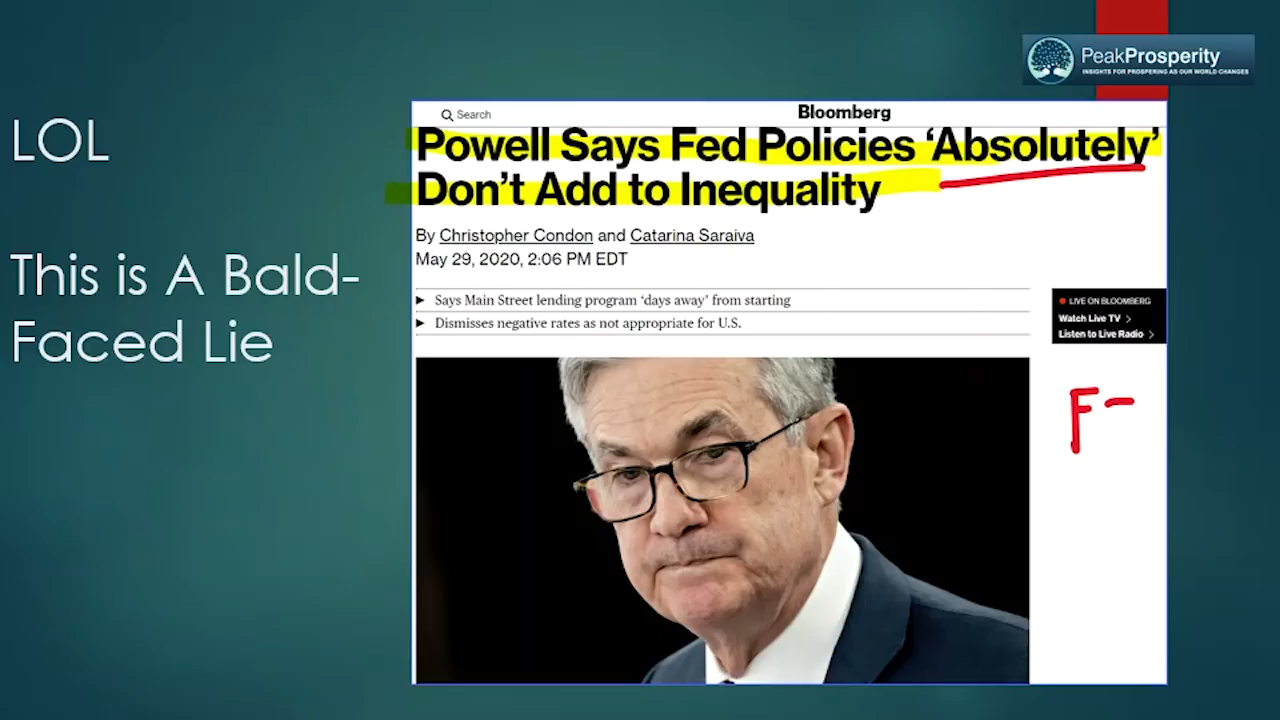 PeakProsperity
INSIGHTS FOR PROSPERING AS OUR WORLD CHANGES
LOL
This is A Bald-
Faced Lie
Search
Bloomberg
Powell Says Fed Policies ‘Absolutely’
Don’t Add to Inequality
By Christopher Condon and Catarina Saraiva
May 29, 2020, 2:06 PM EDT
Says Main Street lending program ‘days away’ from starting
Dismisses negative rates as not appropriate for U.S.
LIVE ON BLOOMBERG
Watch Live TV
Listen to Live Radio
F-